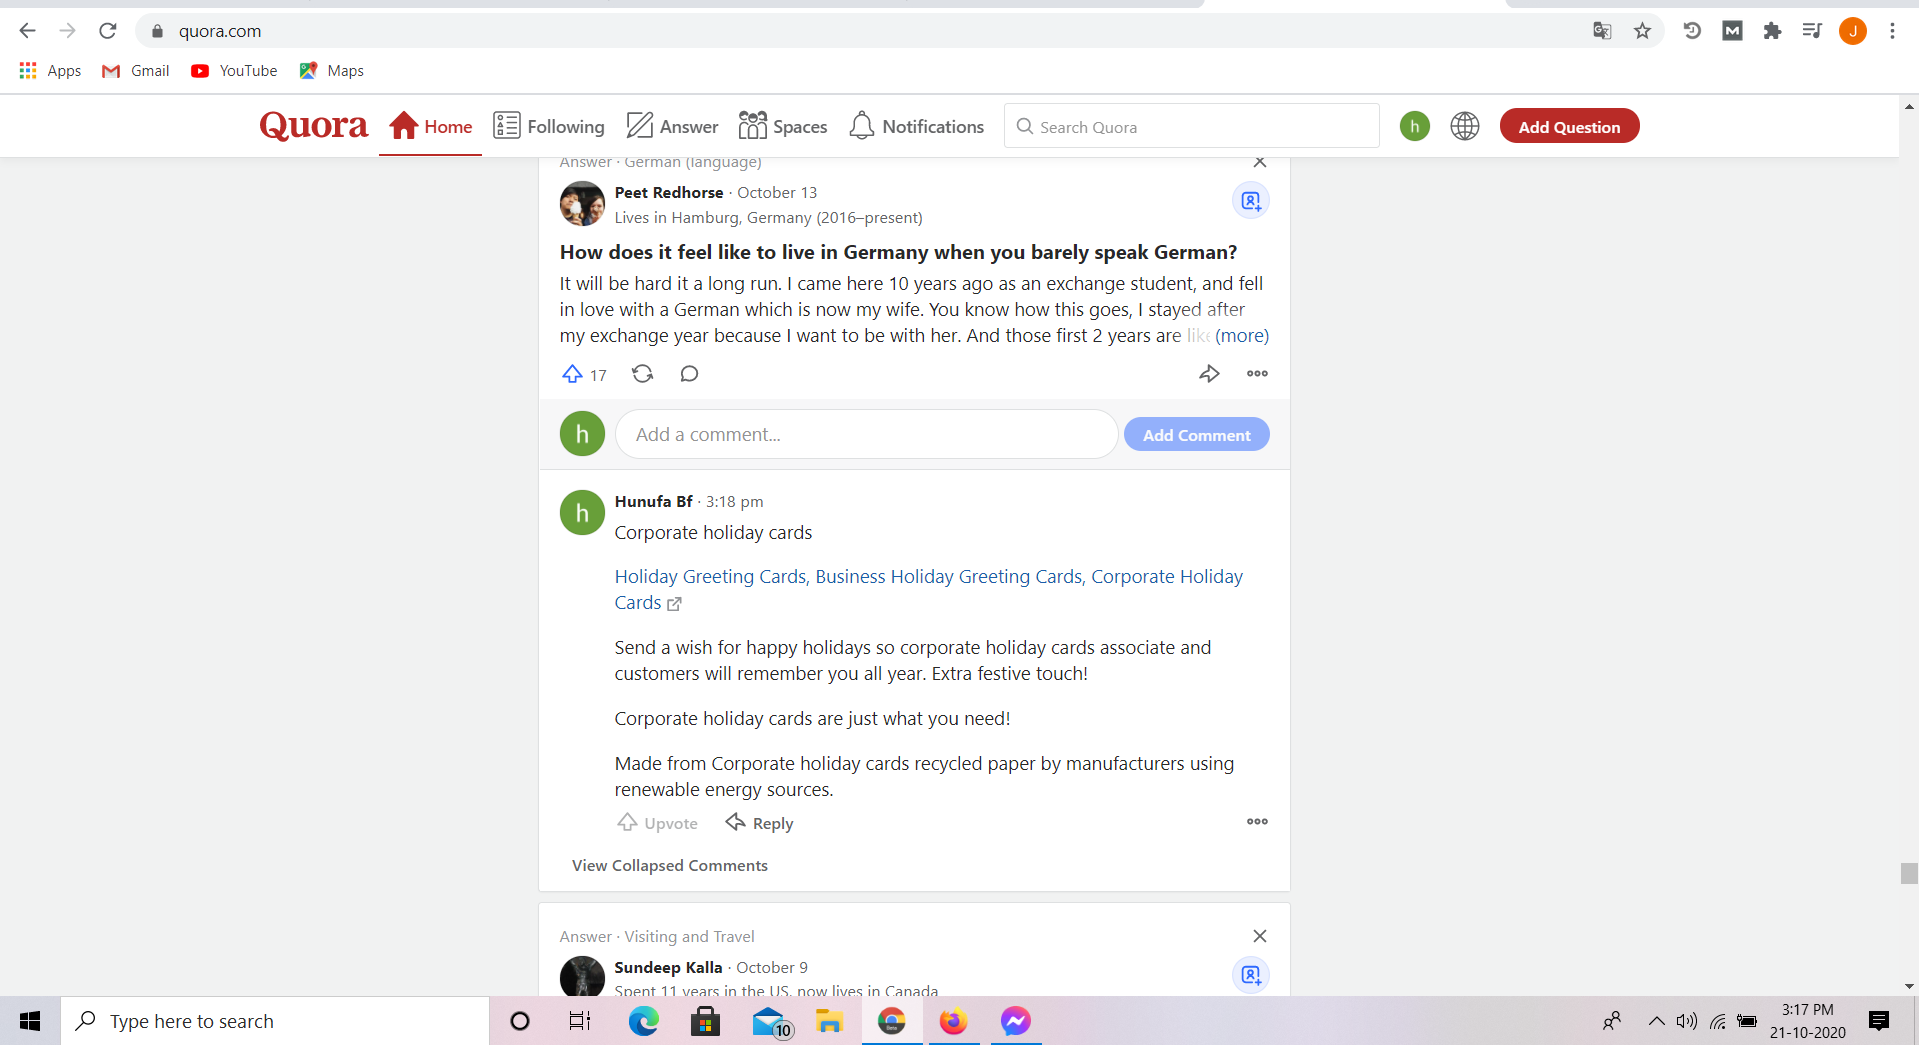 quora.com
J
Apps Gmail YouTube Maps
Quora Home Following Answer Spaces Notifications Search Quora h Add Question
Answer · German (language)
Peet Redhorse · October 13
Lives in Hamburg, Germany (2016–present)
How does it feel like to live in Germany when you barely speak German?
It will be hard it a long run. I came here 10 years ago as an exchange student, and fell
in love with a German which is now my wife. You know how this goes, I stayed after
my exchange year because I want to be with her. And those first 2 years are like (more)
17
h Add a comment... Add Comment
h
Hunufa Bf · 3:18 pm
Corporate holiday cards
Holiday Greeting Cards, Business Holiday Greeting Cards, Corporate Holiday
Cards
Send a wish for happy holidays so corporate holiday cards associate and
customers will remember you all year. Extra festive touch!
Corporate holiday cards are just what you need!
Made from Corporate holiday cards recycled paper by manufacturers using
renewable energy sources.
Upvote Reply
View Collapsed Comments
Answer · Visiting and Travel
Sundeep Kalla · October 9
Spent 11 years in the US, now lives in Canada
Type here to search
10
3:17 PM
21-10-2020